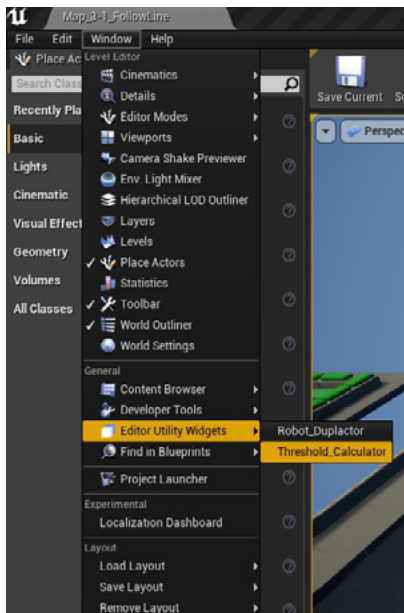 Map_3-1_FollowLine
File Edit Window Help
Place Ac
Level Editor
Search Class
Cinematics
Details
Save Current
Recently Pla
Editor Modes
Basic
Viewports
Perspe
Camera Shake Previewer
Lights
Env. Light Mixer
Cinematic
Hierarchical LOD Outliner
Visual Effect
Layers
Levels
Geometry
Place Actors
Volumes
Statistics
All Classes
Toolbar
World Outliner
World Settings
General
Content Browser
Developer Tools
Editor Utility Widgets
Robot_Duplactor
Find in Blueprints
Threshold_Calculator
Project Launcher
Experimental
Localization Dashboard
Layout
Load Layout
Save Layout
Remove Layout